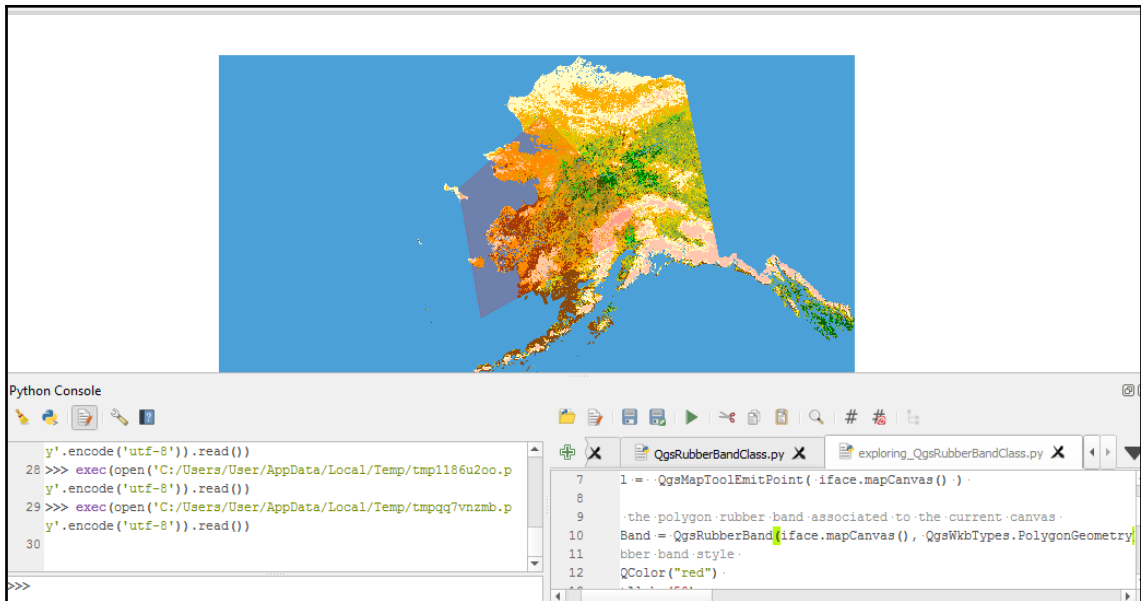 Python Console
y'.encode('utf-8')).read())
28 >>> exec(open('C:/Users/User/AppData/Local/Temp/tmp1186u2oo.p
y'.encode('utf-8')).read())
29 >>> exec(open('C:/Users/User/AppData/Local/Temp/tmpqq7vnzmb.p
y'.encode('utf-8')).read())
30
>>>
QgsRubberBandClass.py
exploring_QgsRubberBandClass.py
7 l = QgsMapToolEmitPoint( iface.mapCanvas() )
8
9 the polygon rubber band associated to the current canvas
10 Band = QgsRubberBand(iface.mapCanvas(), QgsWkbTypes.PolygonGeometry
11 bber band style
12 QColor("red")